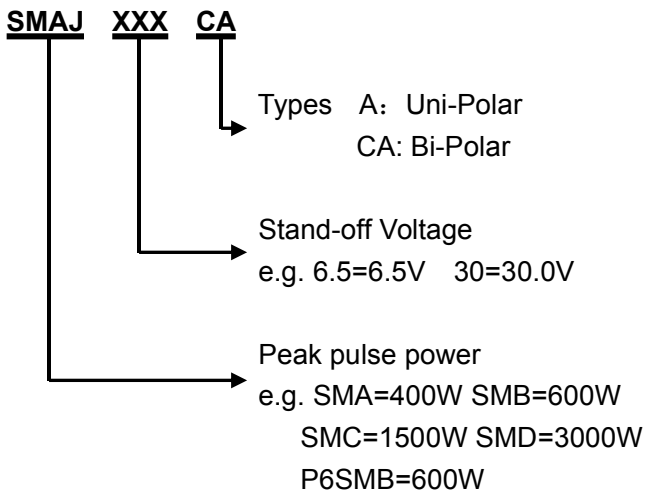 SMAJ XXX CA
Types A：Uni-Polar
CA: Bi-Polar
Stand-off Voltage
e.g. 6.5=6.5V 30=30.0V
Peak pulse power
e.g. SMA=400W SMB=600W
SMC=1500W SMD=3000W
P6SMB=600W